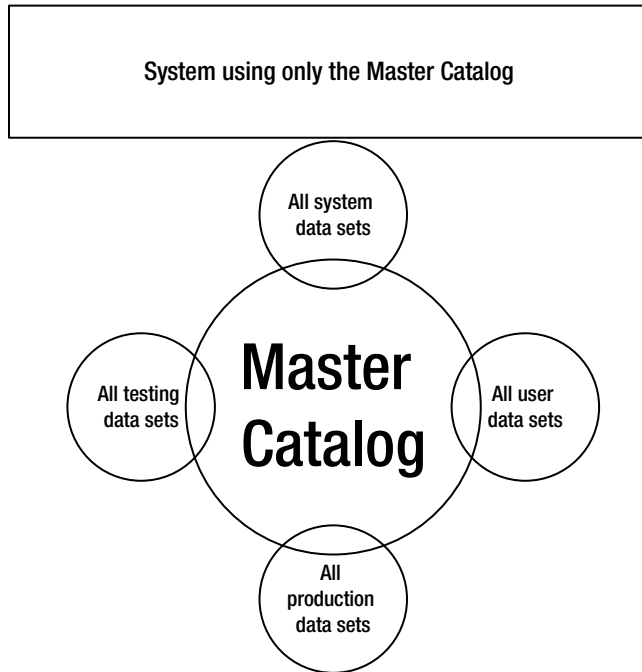 System using only the Master Catalog
All system
data sets
Master
Catalog
All testing
data sets
All user
data sets
All
production
data sets